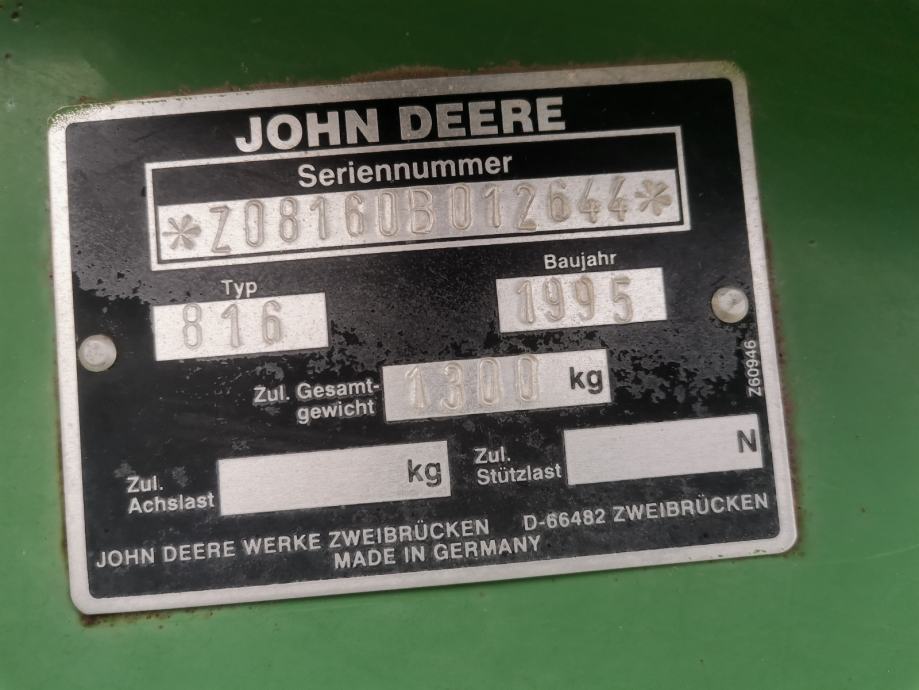 JOHN DEERE
Seriennummer
*Z08160B012644*
Typ
Baujahr
816
1995
Zul. Gesamt-
gewicht
1300 kg
Zul.
Achslast
kg
Zul.
Stützlast
N
Z60946
JOHN DEERE WERKE ZWEIBRÜCKEN D-66482 ZWEIBRÜCKEN
MADE IN GERMANY